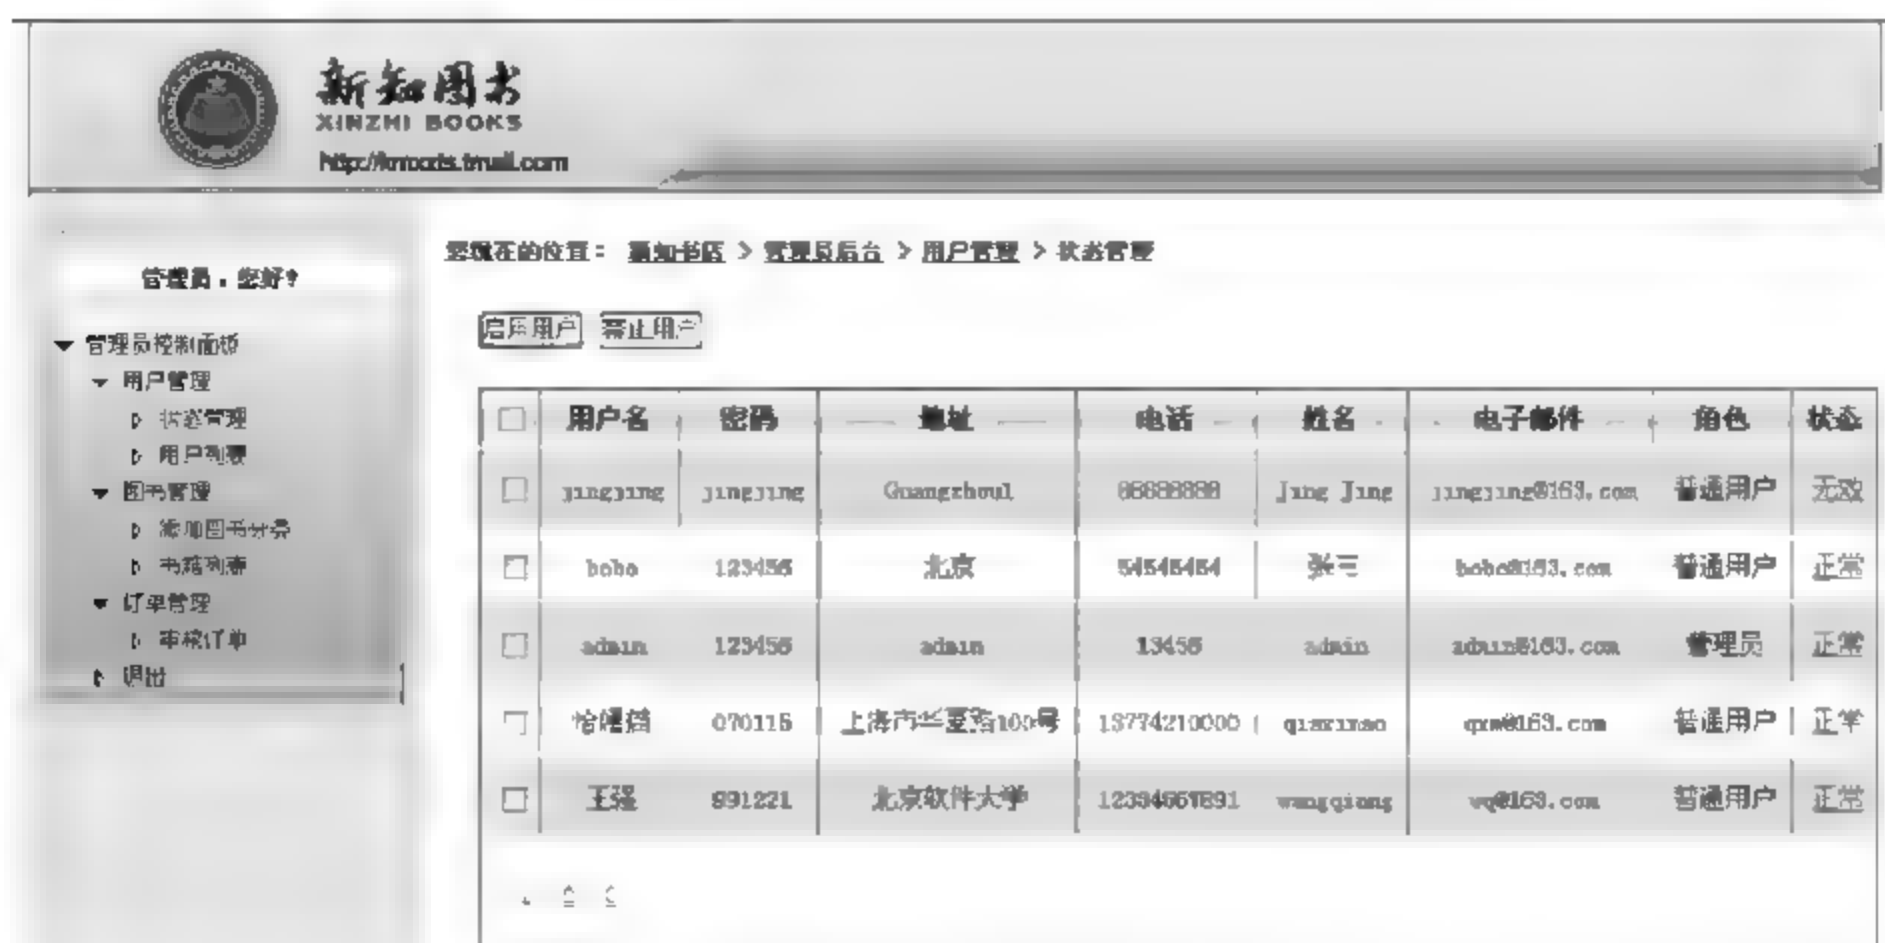 新知图书
XINZHI BOOKS
管理员，您好！
管理员控制面板
用户管理
状态管理
用户列表
图书管理
添加图书分类
书籍列表
订单管理
审核订单
退出
您现在的位置： 新知书店 > 管理员后台 > 用户管理 > 状态管理
启用用户 禁止用户
用户名 密码 地址 电话 姓名 电子邮件 角色 状态
jingjing jingjing Jing Jing jingjing@163.com 普通用户 无效
bobo 123456 北京 54545454 张三 bobo@163.com 普通用户 正常
admin 123456 admin 13456 admin admin@163.com 管理员 正常
070115 13774210000 qiaximao qxm@163.com 普通用户 正常
王强 991221 北京软件大学 wangqiang wq@163.com 普通用户 正常